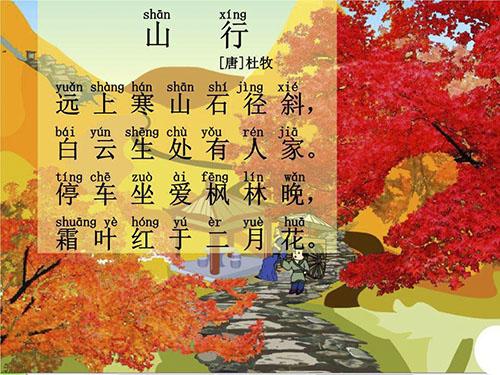 shān xíng
山 行
[唐]杜牧
yuǎn shàng hán shān shí jìng xié
远上寒山石径斜，
bái yún shēng chù yǒu rén jiā
白云生处有人家。
tíng chē zuò ài fēng lín wǎn
停车坐爱枫林晚，
shuāng yè hóng yú èr yuè huā
霜叶红于二月花。